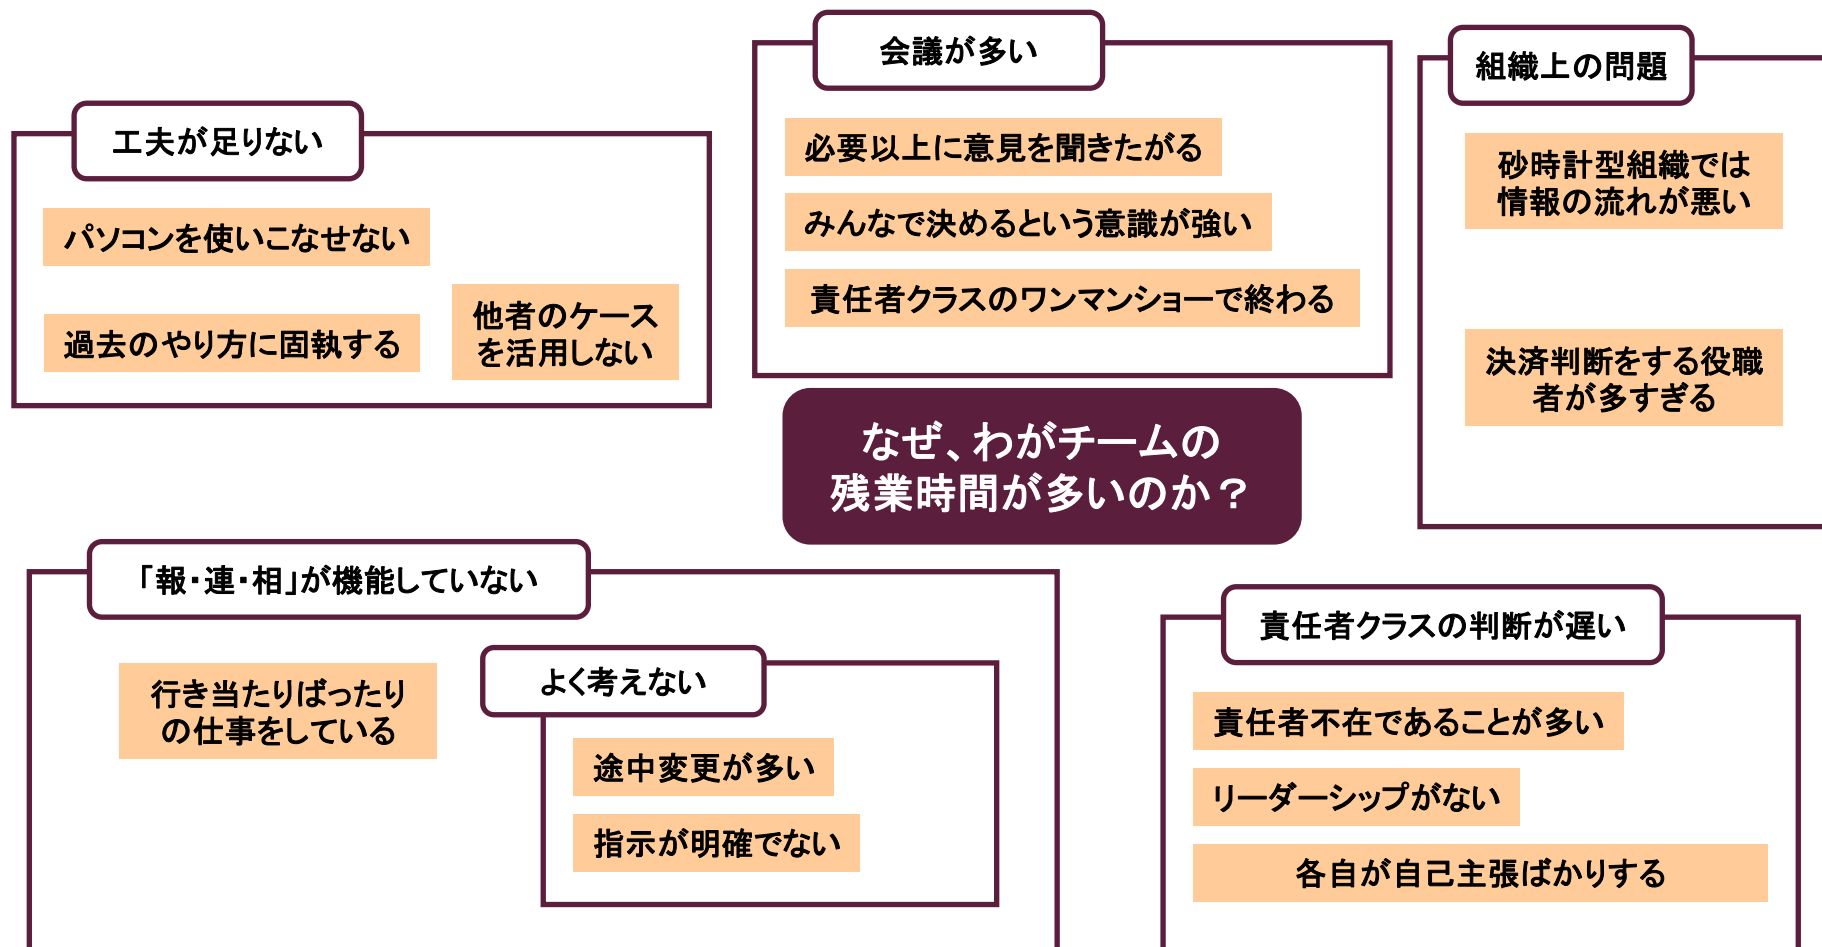 会議が多い
組織上の問題
工夫が足りない
必要以上に意見を聞きたがる
みんなで決めるという意識が強い
責任者クラスのワンマンショーで終わる
砂時計型組織では
情報の流れが悪い
決済判断をする役職
者が多すぎる
パソコンを使いこなせない
過去のやり方に固執する
他者のケース
を活用しない
なぜ、わがチームの
残業時間が多いのか？
「報・連・相」が機能していない
行き当たりばったり
の仕事をしている
よく考えない
途中変更が多い
指示が明確でない
責任者クラスの判断が遅い
責任者不在であることが多い
リーダーシップがない
各自が自己主張ばかりする